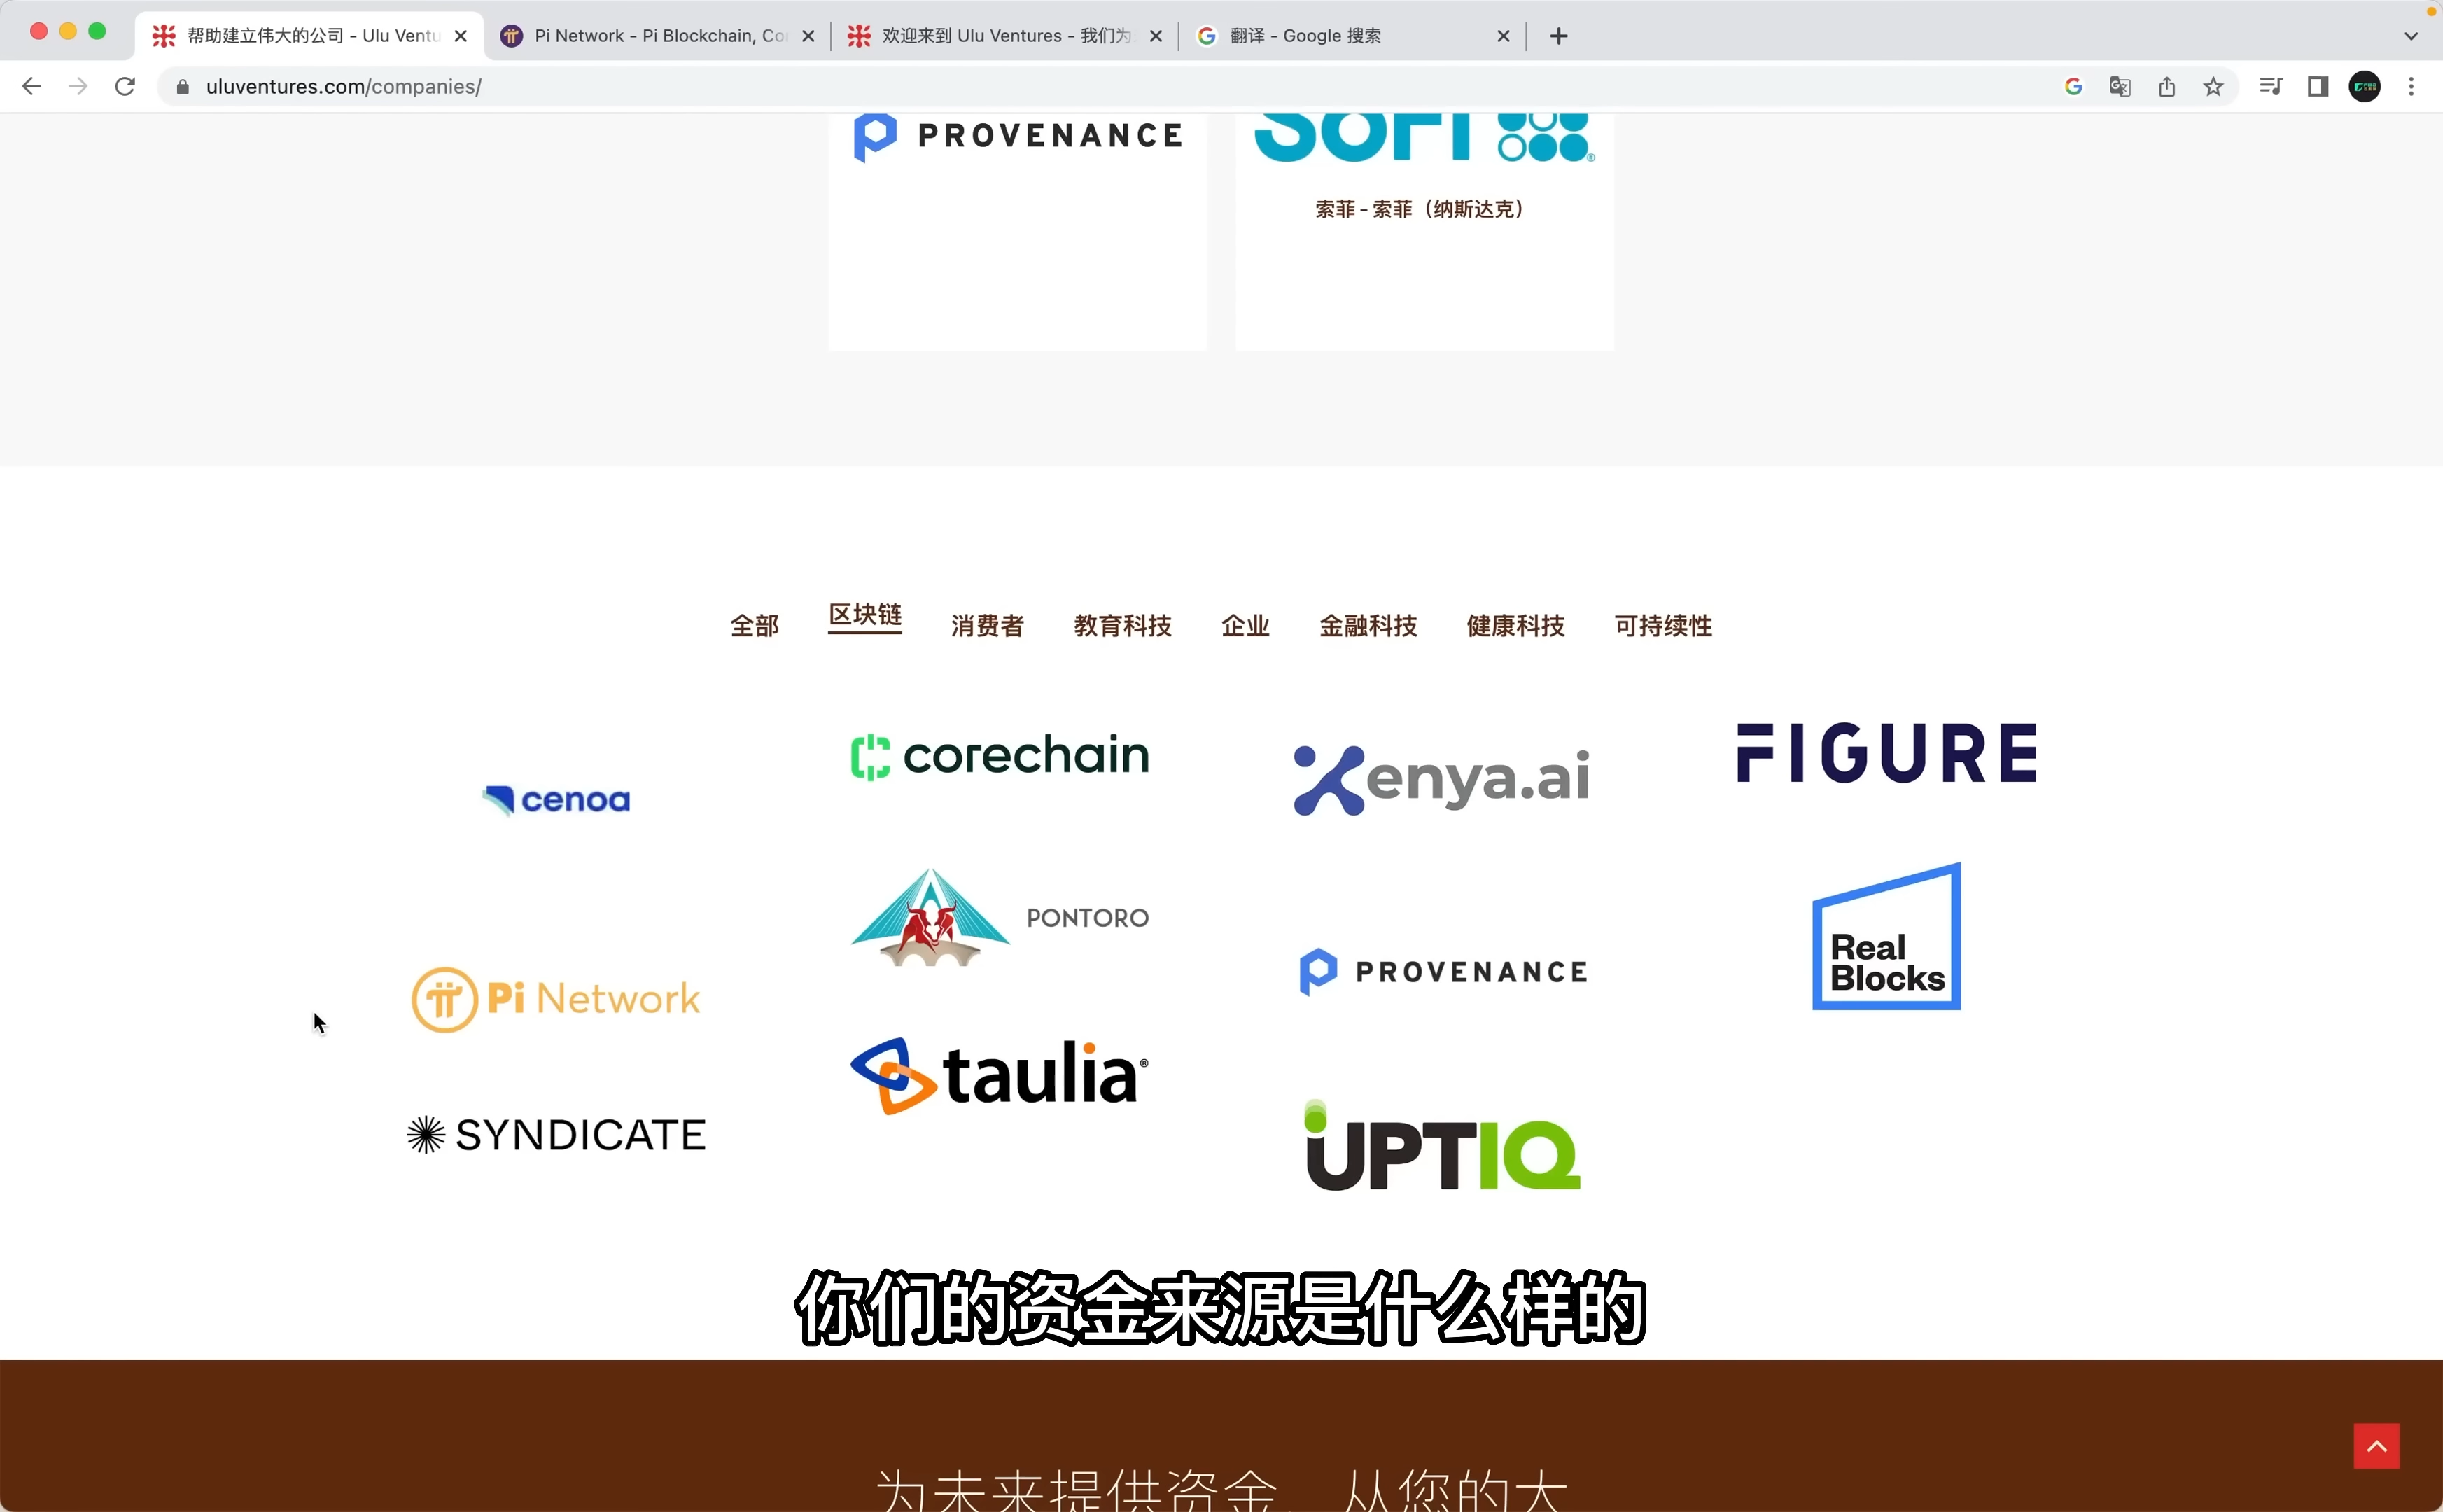 帮助建立伟大的公司 - Ulu Ventu
Pi Network - Pi Blockchain, Co
欢迎来到 Ulu Ventures - 我们为
翻译 - Google 搜索
uluventures.com/companies/
PROVENANCE
SoFi
索菲 - 索菲（纳斯达克）
全部 区块链 消费者 教育科技 企业 金融科技 健康科技 可持续性
cenoa
corechain
xenya.ai
FIGURE
Pi Network
PONTORO
PROVENANCE
Real
Blocks
SYNDICATE
taulia®
UPTIQ
你们的资金来源是什么样的
为未来提供资金，从您的大